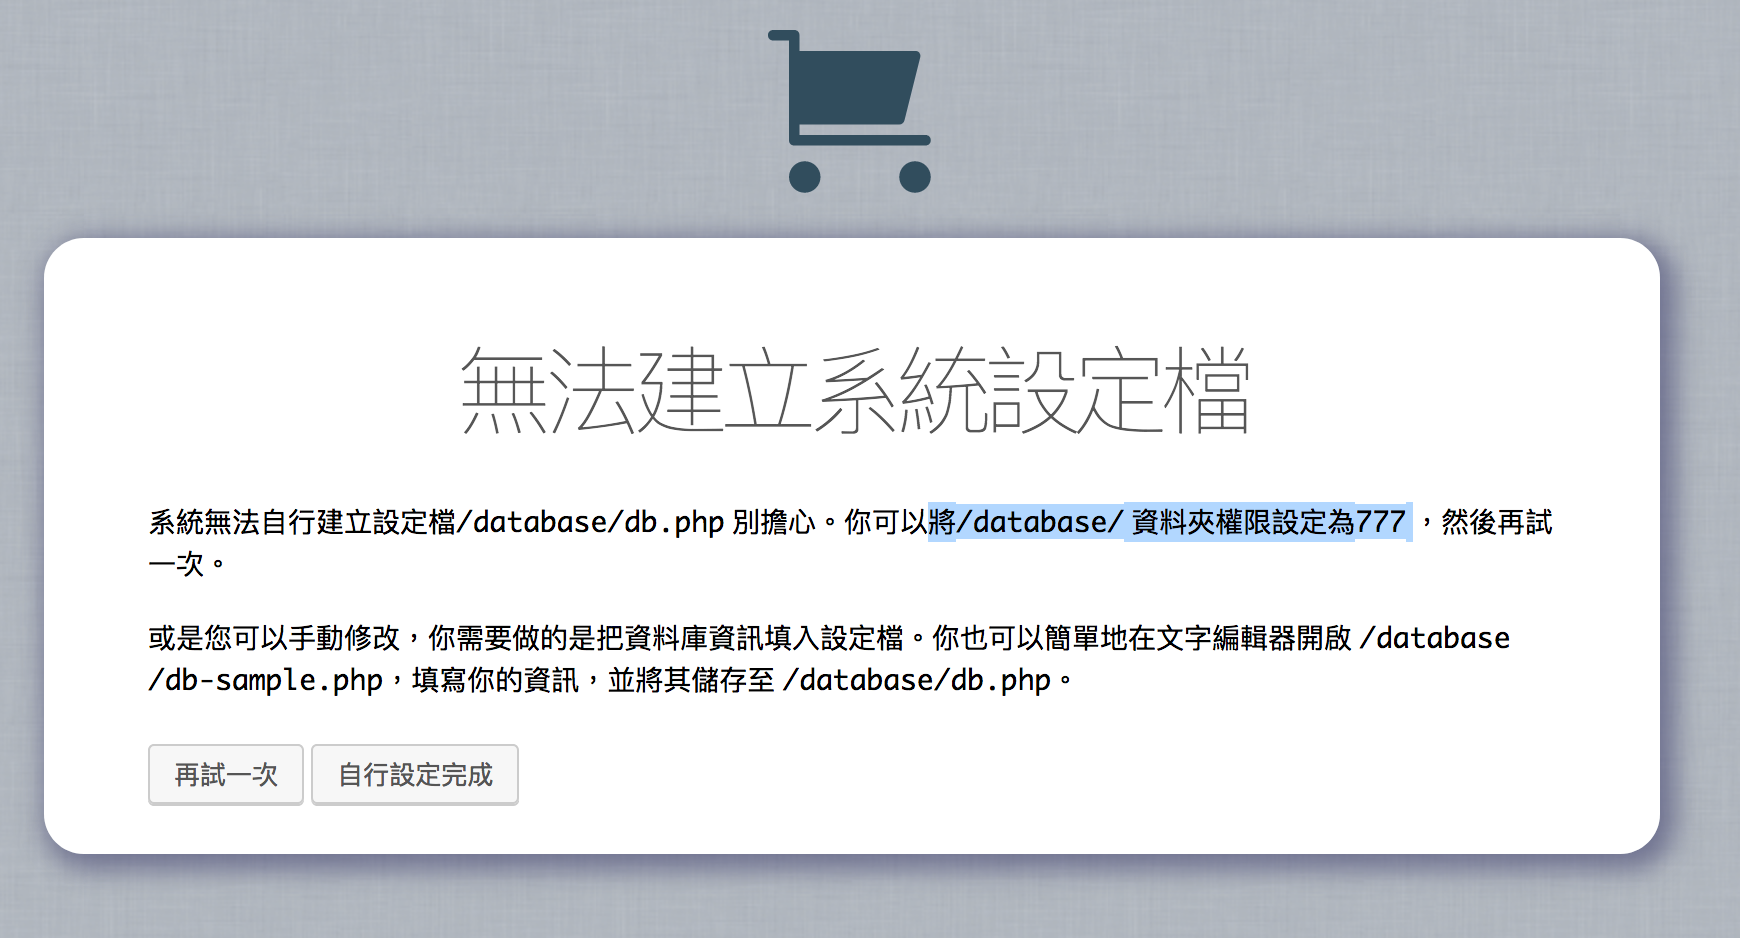 無法建立系統設定檔
系統無法自行建立設定檔/database/db.php 別擔心。你可以將/database/ 資料夾權限設定為777 ，然後再試
一次。
或是您可以手動修改，你需要做的是把資料庫資訊填入設定檔。你也可以簡單地在文字編輯器開啟 /database
/db-sample.php，填寫你的資訊，並將其儲存至 /database/db.php。
再試一次 自行設定完成